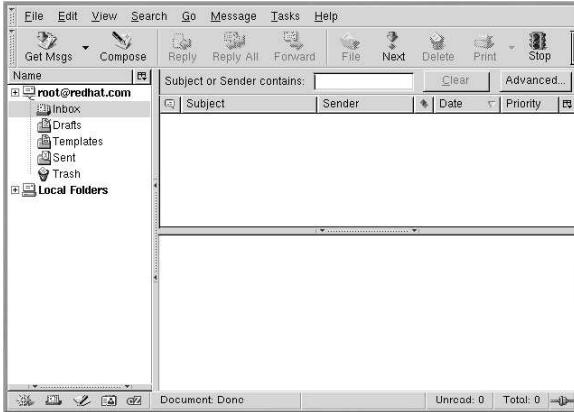 File Edit View Search Go Message Tasks Help
Get Msgs Compose Reply Reply All Forward File Next Delete Print Stop
Name
Subject or Sender contains: Clear Advanced...
root@redhat.com
Subject Sender Date Priority
Inbox
Drafts
Templates
Sent
Trash
Local Folders
Document: Done Unread: 0 Total: 0